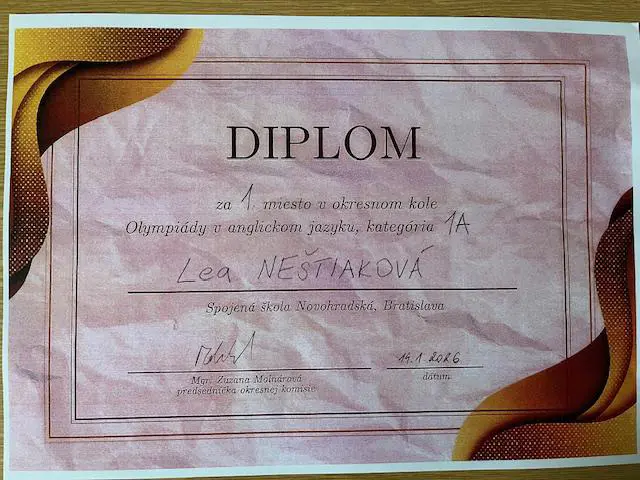 DIPLOM
za 1. miesto v okresnom kole
Olympiády v anglickom jazyku, kategória 1A
Lea NEŠTIAKOVÁ
Spojená škola Novohradská, Bratislava
14.1.2026
Mgr. Zuzana Molnárová
dátum
predsedníčka okresnej komisie